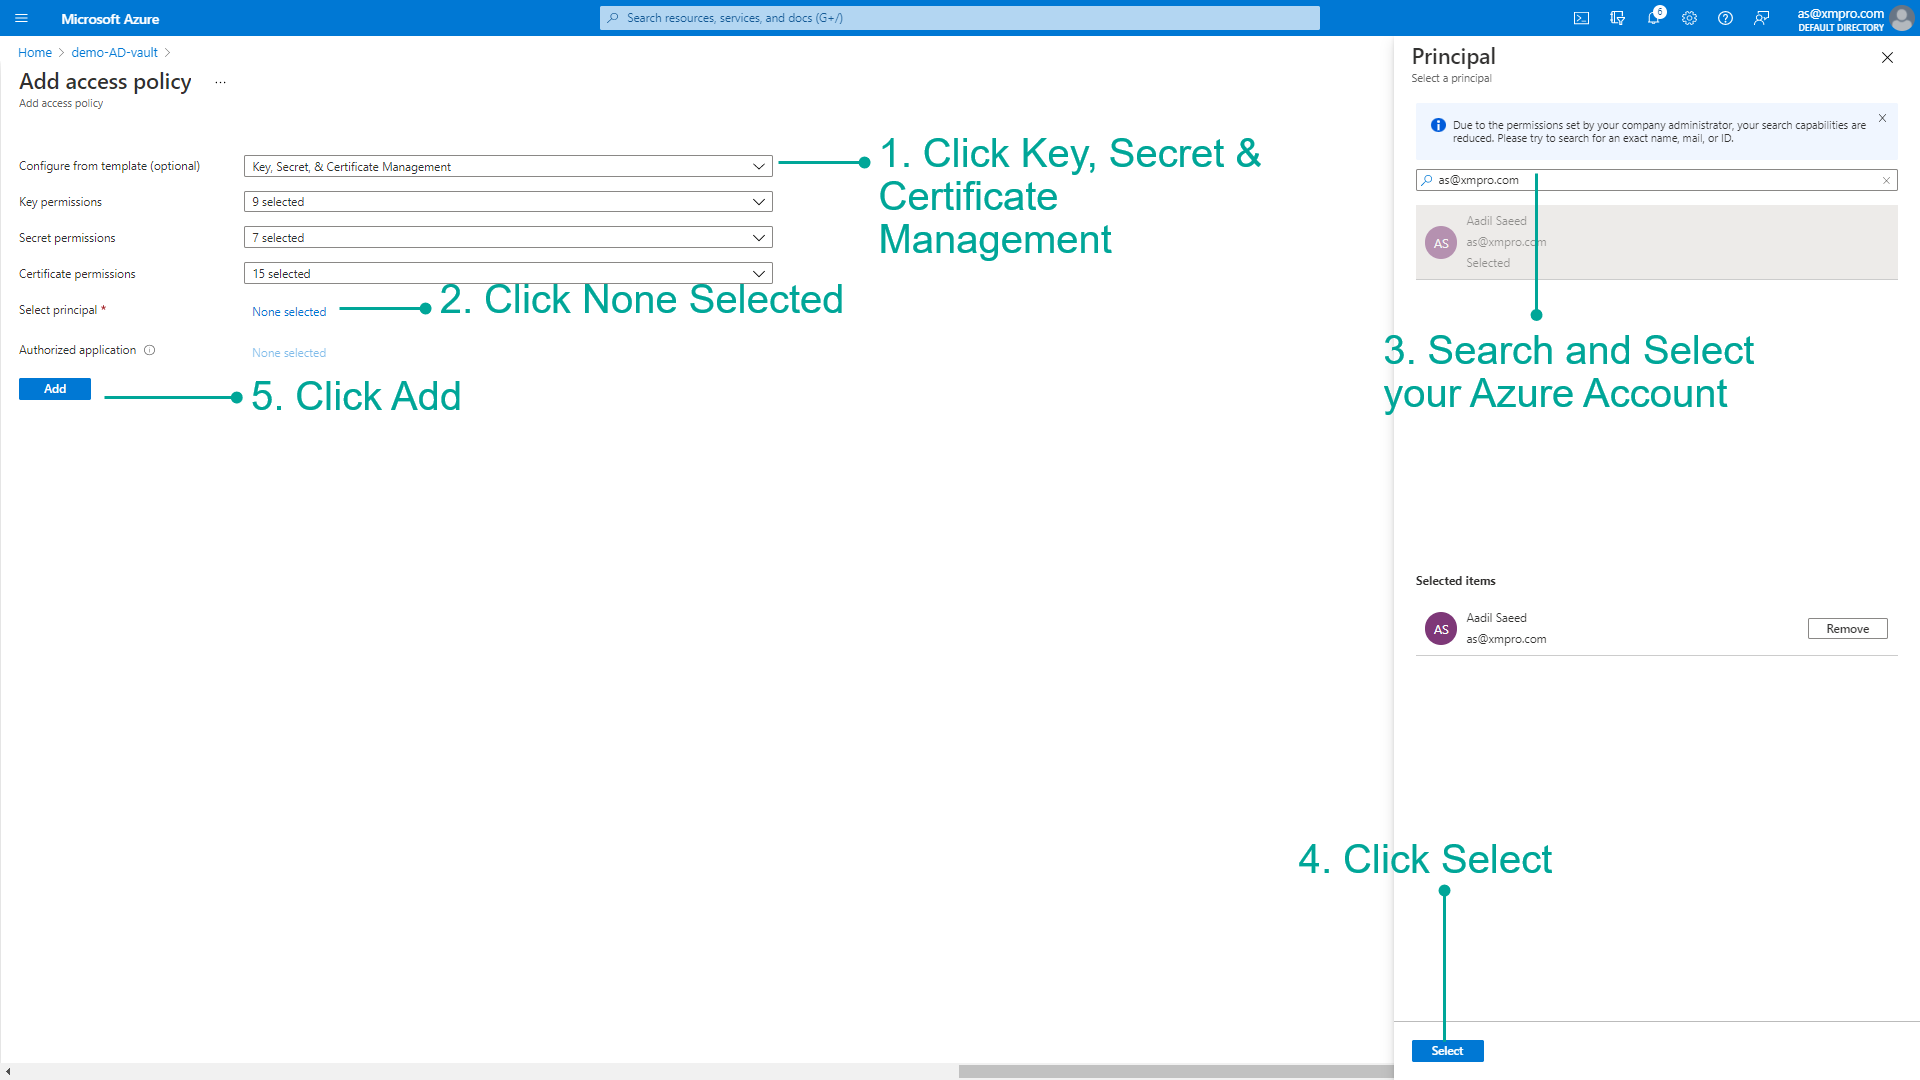 Microsoft Azure
Search resources, services, and docs (G+/)
6
as@xmpro.com
DEFAULT DIRECTORY
Home
demo-AD-vault
Add access policy
...
Add access policy
Configure from template (optional)
Key, Secret, & Certificate Management
Key permissions
9 selected
Secret permissions
7 selected
Certificate permissions
15 selected
Select principal *
None selected
Authorized application
None selected
Add
1. Click Key, Secret &
Certificate
Management
2. Click None Selected
5. Click Add
Principal
Select a principal
Due to the permissions set by your company administrator, your search capabilities are
reduced. Please try to search for an exact name, mail, or ID.
as@xmpro.com
AS
Aadil Saeed
as@xmpro.com
Selected
3. Search and Select
your Azure Account
Selected items
AS
Aadil Saeed
as@xmpro.com
Remove
4. Click Select
Select